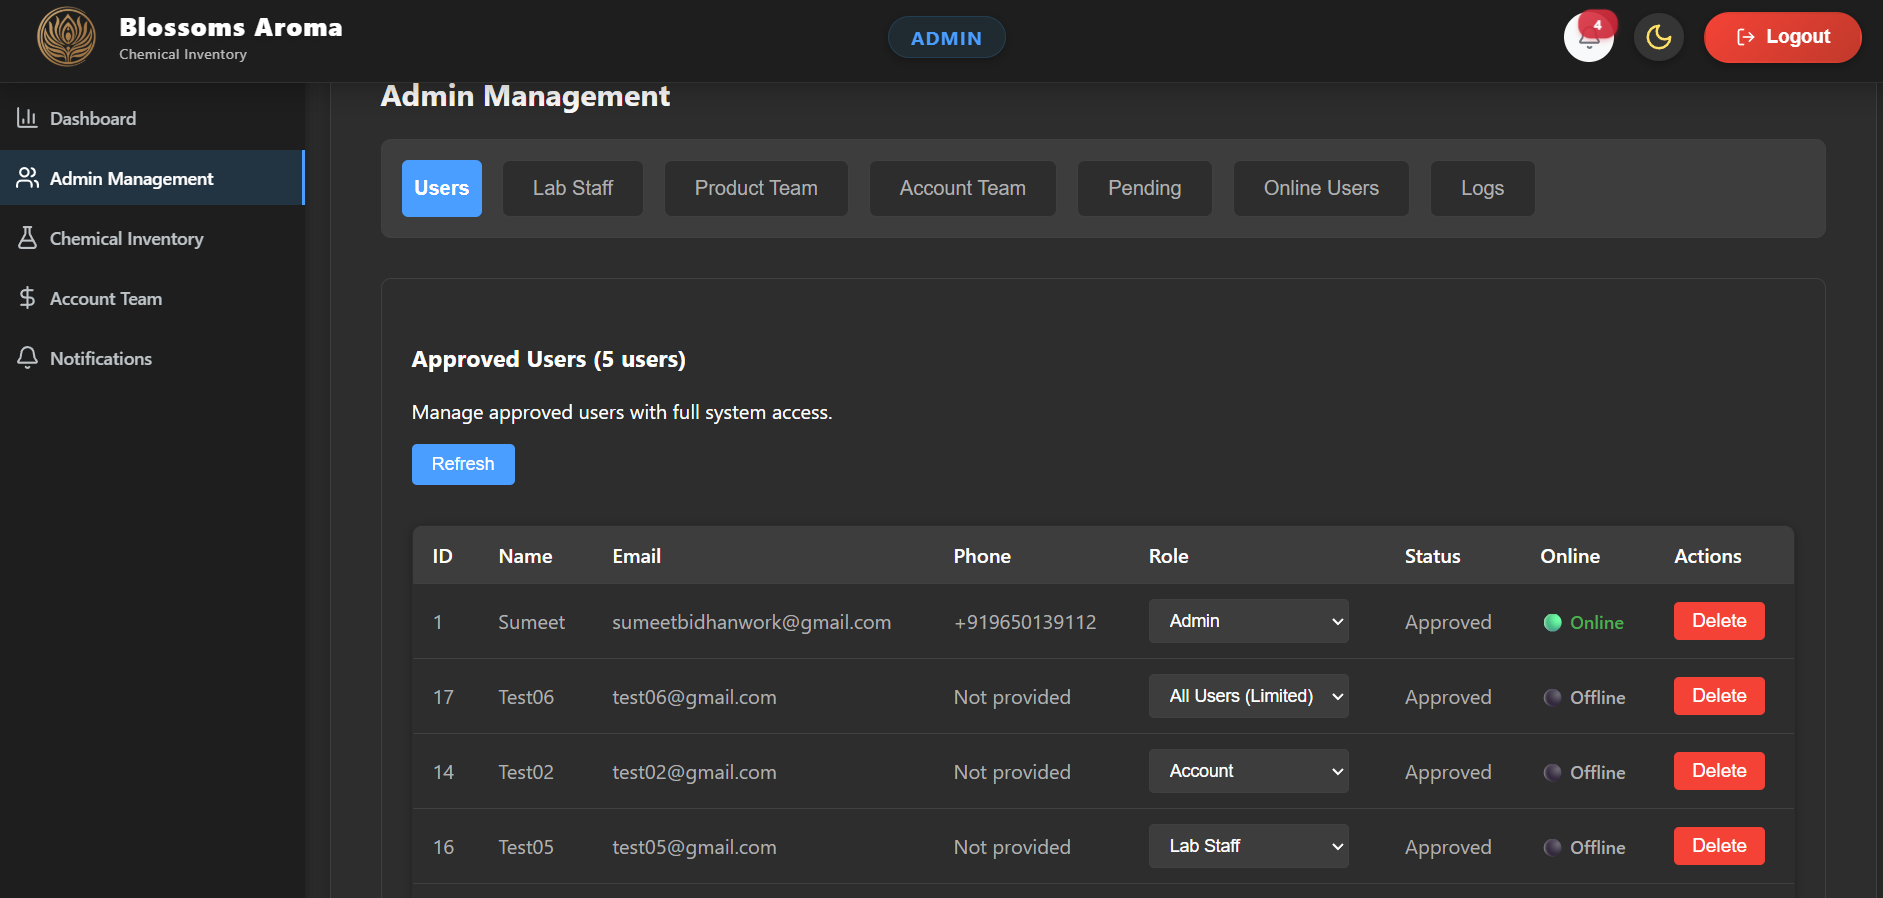 Blossoms Aroma
Chemical Inventory
ADMIN
4
Logout
Dashboard
Admin Management
Chemical Inventory
Account Team
Notifications
Admin Management
Users Lab Staff Product Team Account Team Pending Online Users Logs
Approved Users (5 users)
Manage approved users with full system access.
Refresh
ID Name Email Phone Role Status Online Actions
1 Sumeet sumeetbidhanwork@gmail.com +919650139112 Admin Approved Online Delete
17 Test06 test06@gmail.com Not provided All Users (Limited) Approved Offline Delete
14 Test02 test02@gmail.com Not provided Account Approved Offline Delete
16 Test05 test05@gmail.com Not provided Lab Staff Approved Offline Delete